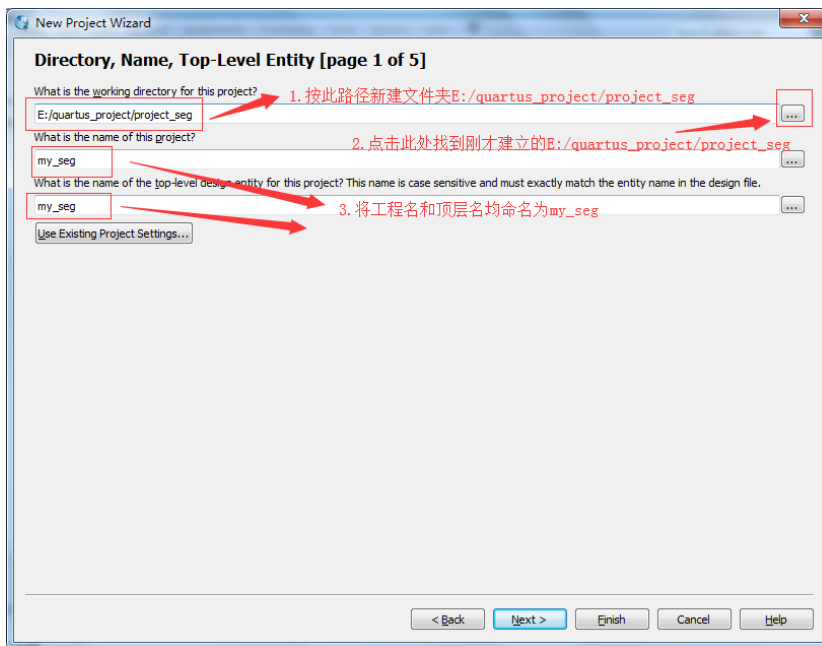 New Project Wizard
Directory, Name, Top-Level Entity [page 1 of 5]
What is the working directory for this project?
1.按此路径新建文件夹E:/quartus_project/project_seg
E:/quartus_project/project_seg
...
What is the name of this project?
2.点击此处找到刚才建立的E:/quartus_project/project_seg
my_seg
...
What is the name of the top-level design entity for this project? This name is case sensitive and must exactly match the entity name in the design file.
my_seg
3.将工程名和顶层名均命名为my_seg
...
Use Existing Project Settings...
< Back
Next >
Finish
Cancel
Help